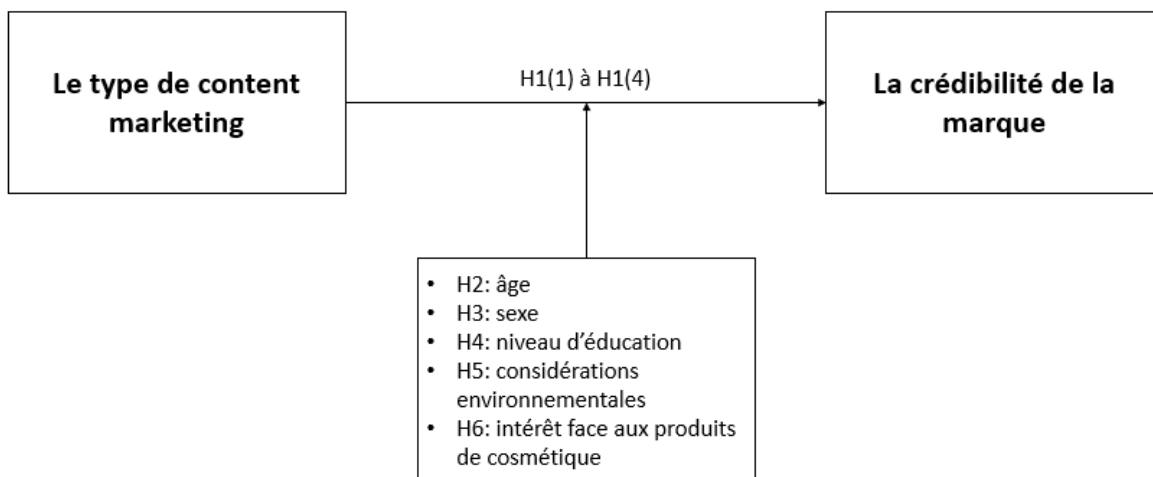 Le type de content
marketing
H1(1) à H1(4)
La crédibilité de la
marque
• H2: âge
• H3: sexe
• H4: niveau d’éducation
• H5: considérations
environnementales
• H6: intérêt face aux produits
de cosmétique